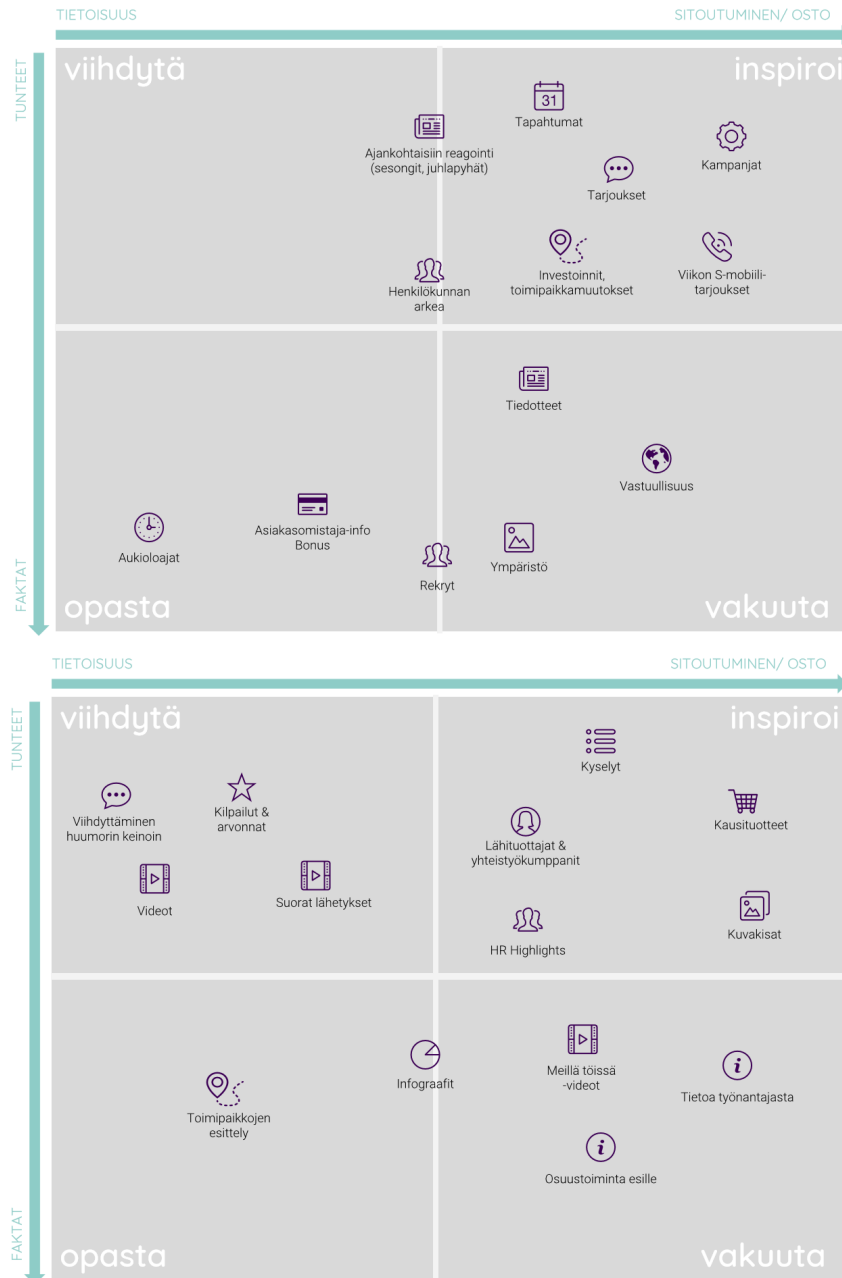 TIETOISUUS
SITOUTUMINEN/ OSTO
TUNTEET
viihdytä
inspiroi
31
Tapahtumat
Ajankohtaisiin reagointi
(sesongit, juhlapyhät)
Kampanjat
Tarjoukset
Henkilökunnan
arkea
Investoinnit,
toimipaikkamuutokset
Viikon S-mobiili-
tarjoukset
Tiedotteet
Vastuullisuus
Asiakasomistaja-info
Bonus
Aukioloajat
Ympäristö
Rekryt
FAKTAT
opasta
vakuuta
TIETOISUUS
SITOUTUMINEN/ OSTO
TUNTEET
viihdytä
inspiroi
Kyselyt
Viihdyttäminen
huumorin keinoin
Kilpailut &
arvonnat
Kausituotteet
Lähituottajat &
yhteistyökumppanit
Videot
Suorat lähetykset
Kuvakisat
HR Highlights
Infograafit
Meillä töissä
-videot
Tietoa työnantajasta
Toimipaikkojen
esittely
Osuustoiminta esille
FAKTAT
opasta
vakuuta